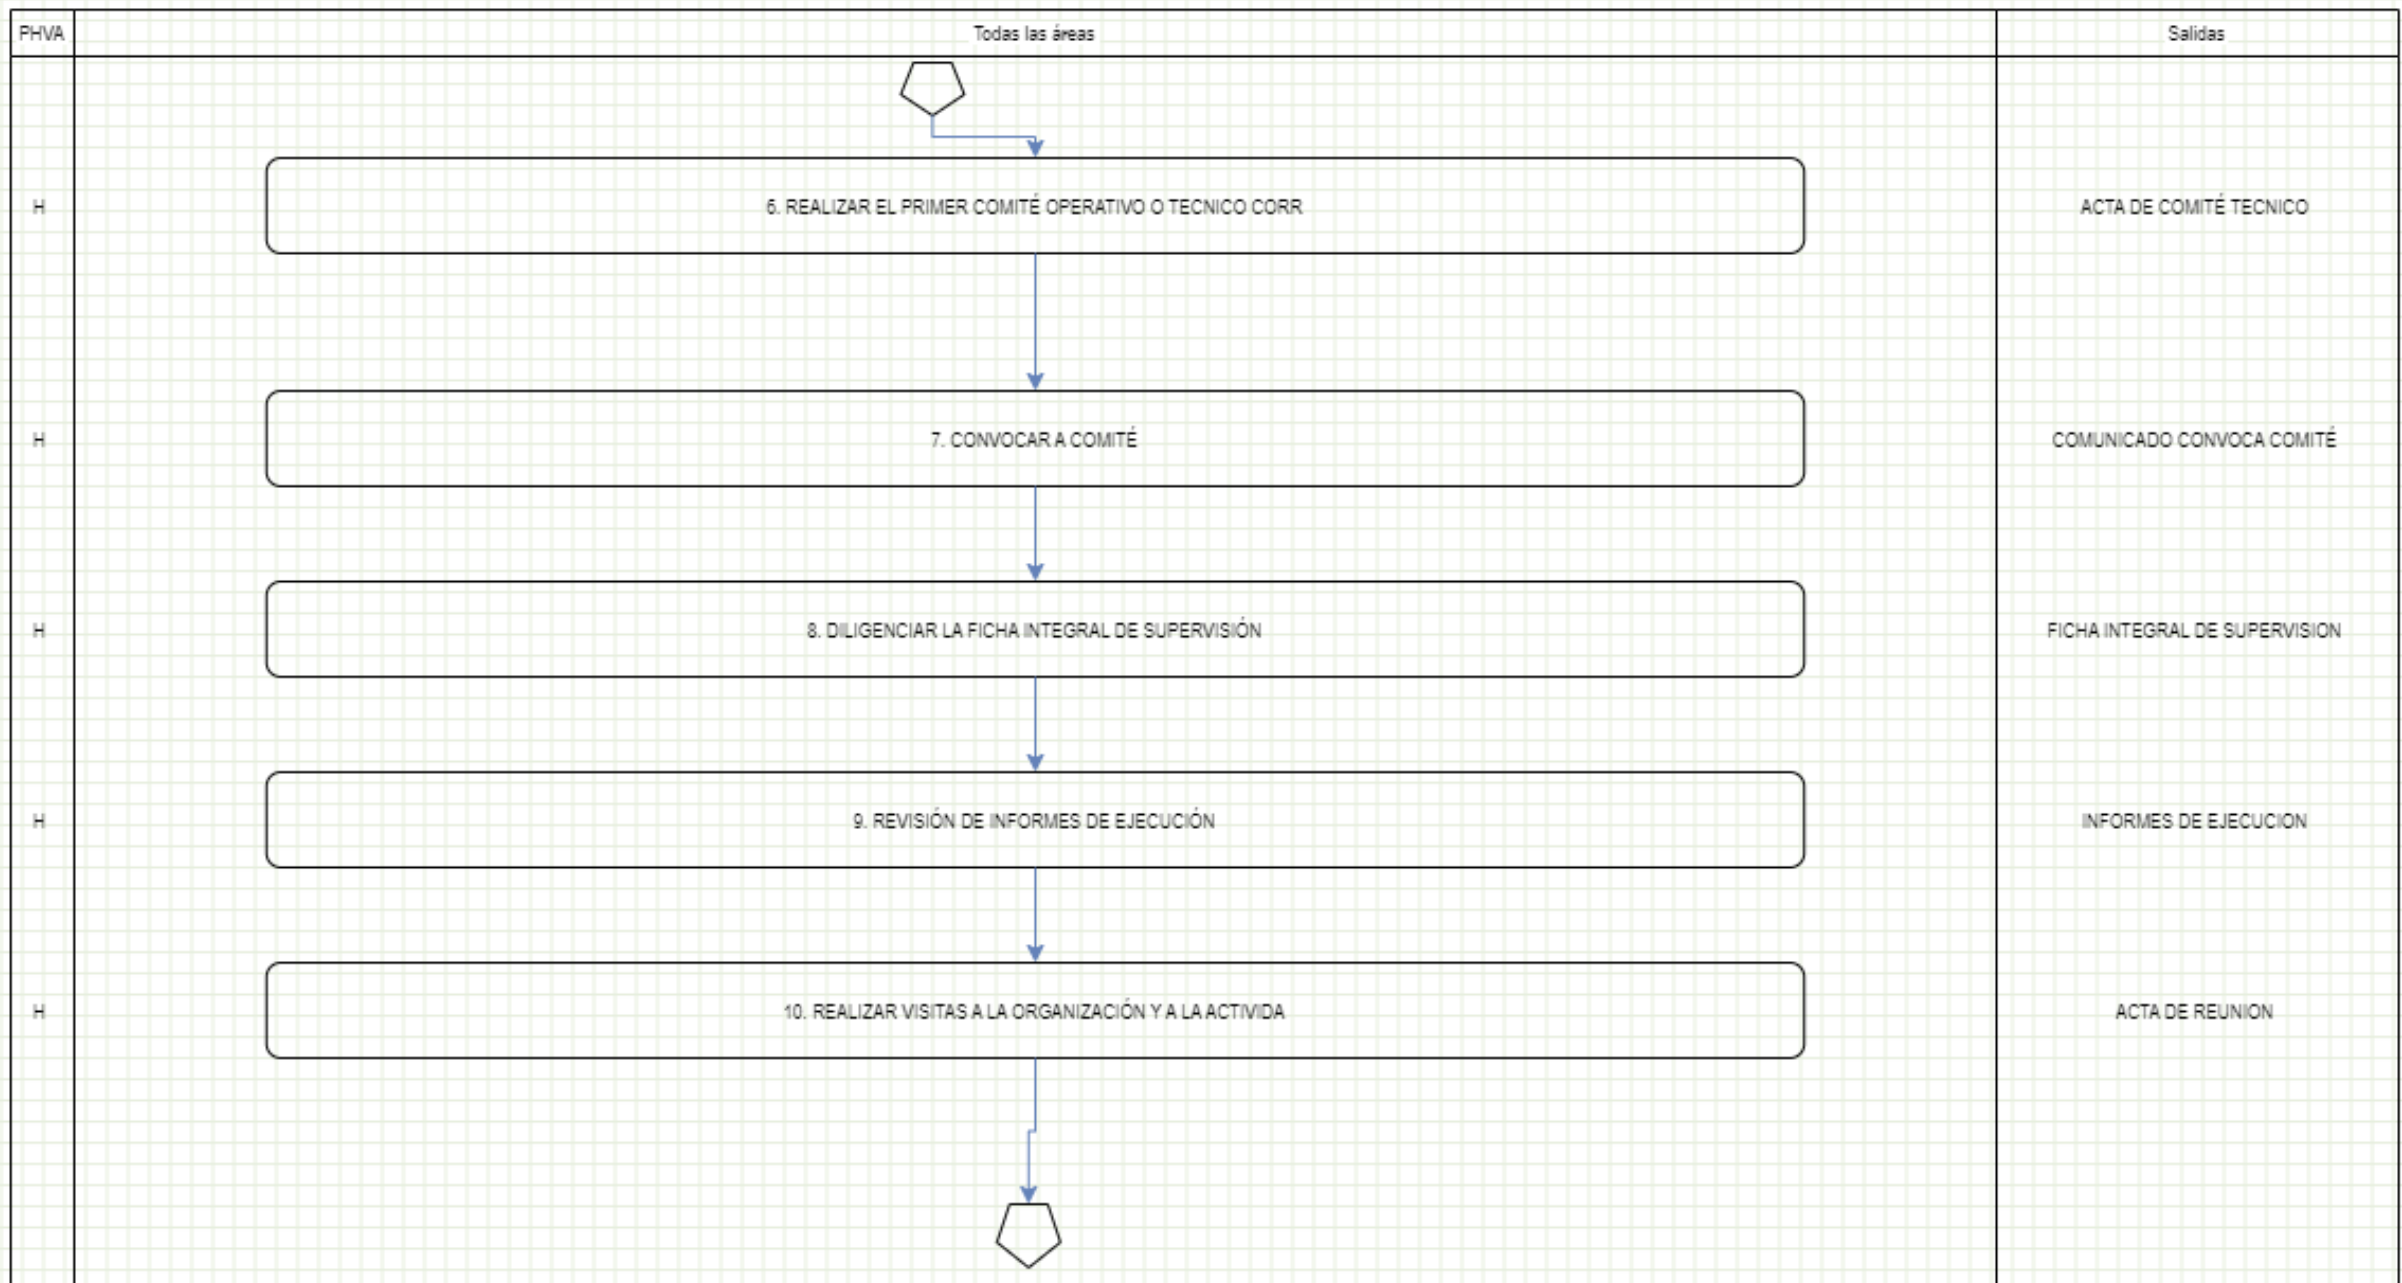 PHVA Todas las áreas Salidas
H 6. REALIZAR EL PRIMER COMITÉ OPERATIVO O TECNICO CORR ACTA DE COMITÉ TECNICO
H 7. CONVOCAR A COMITÉ COMUNICADO CONVOCA COMITÉ
H 8. DILIGENCIAR LA FICHA INTEGRAL DE SUPERVISIÓN FICHA INTEGRAL DE SUPERVISION
H 9. REVISIÓN DE INFORMES DE EJECUCIÓN INFORMES DE EJECUCION
H 10. REALIZAR VISITAS A LA ORGANIZACIÓN Y A LA ACTIVIDA ACTA DE REUNION